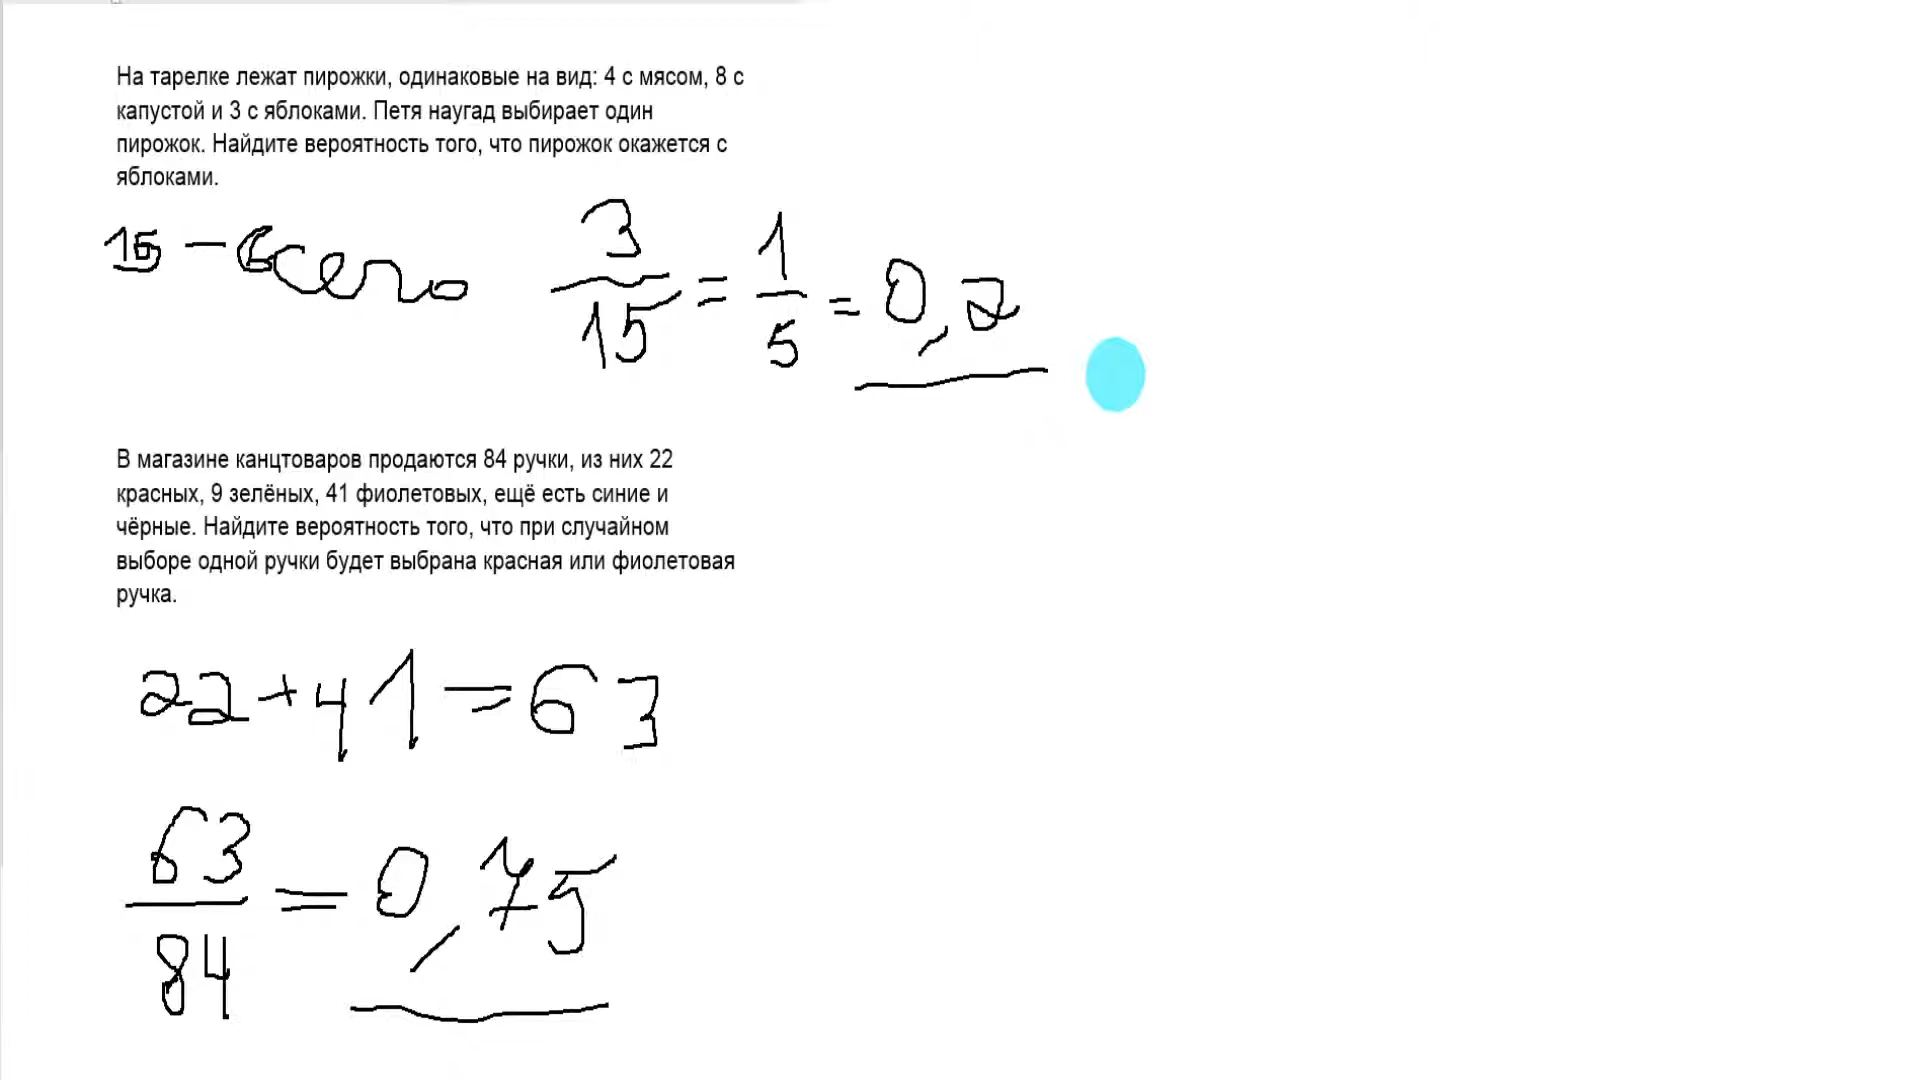 На тарелке лежат пирожки, одинаковые на вид: 4 с мясом, 8 с
капустой и 3 с яблоками. Петя наугад выбирает один
пирожок. Найдите вероятность того, что пирожок окажется с
яблоками.
15 – всего 3/15 = 1/5 = 0,2
В магазине канцтоваров продаются 84 ручки, из них 22
красных, 9 зелёных, 41 фиолетовых, ещё есть синие и
чёрные. Найдите вероятность того, что при случайном
выборе одной ручки будет выбрана красная или фиолетовая
ручка.
22+41=63
63/84 = 0,75